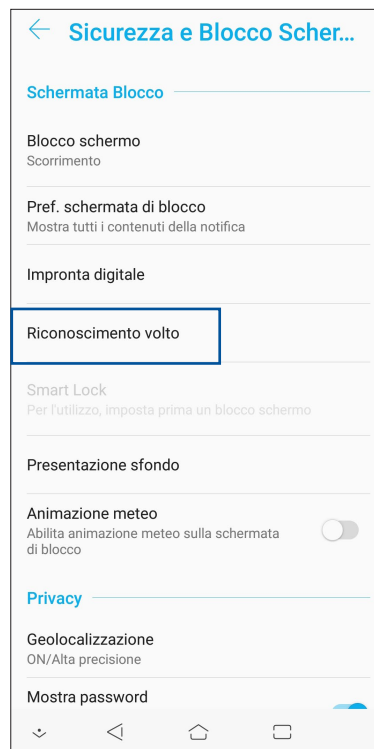 Sicurezza e Blocco Scher...
Schermata Blocco
Blocco schermo
Scorrimento
Pref. schermata di blocco
Mostra tutti i contenuti della notifica
Impronta digitale
Riconoscimento volto
Smart Lock
Per l'utilizzo, imposta prima un blocco schermo
Presentazione sfondo
Animazione meteo
Abilita animazione meteo sulla schermata
di blocco
Privacy
Geolocalizzazione
ON/Alta precisione
Mostra password